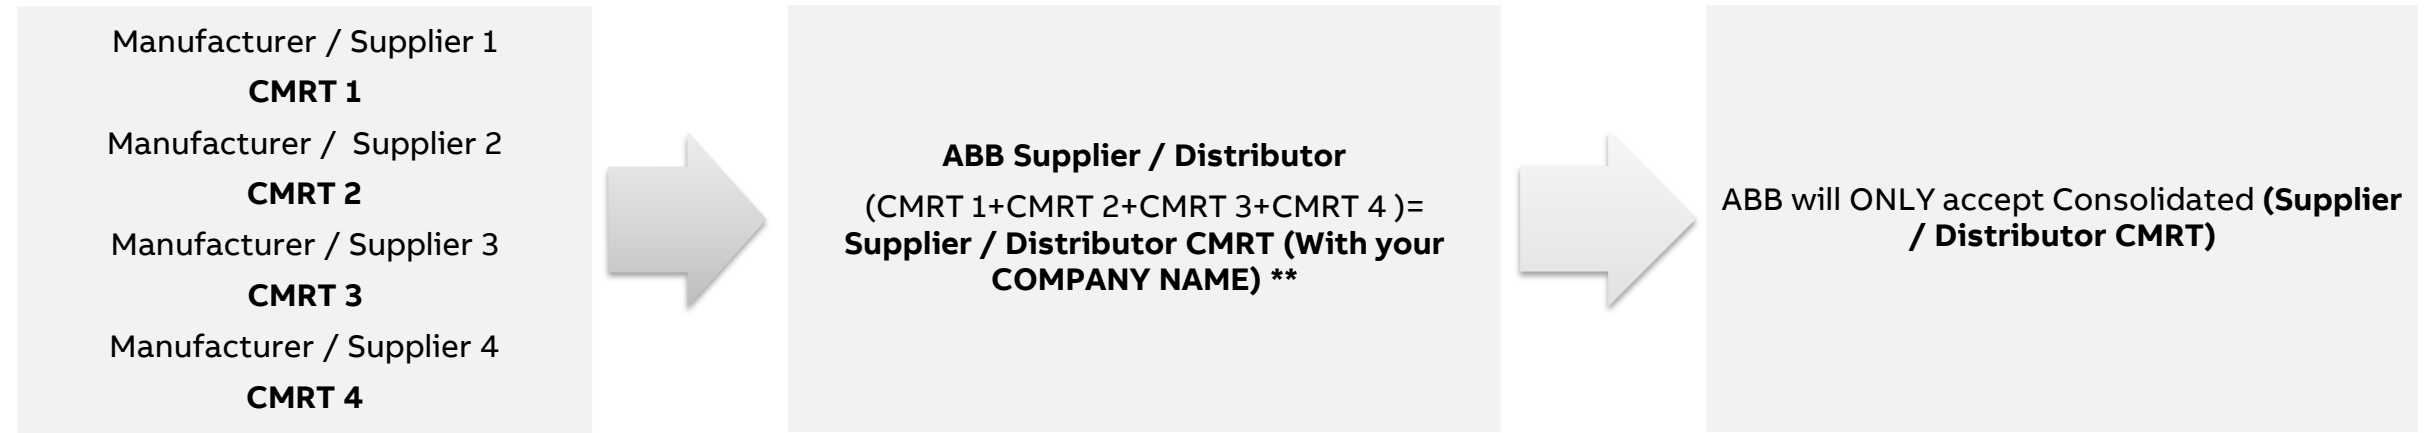 Manufacturer / Supplier 1
CMRT 1
Manufacturer /  Supplier 2
CMRT 2
Manufacturer / Supplier 3
CMRT 3
Manufacturer / Supplier 4
CMRT 4
ABB Supplier / Distributor
(CMRT 1+CMRT 2+CMRT 3+CMRT 4 )=
Supplier / Distributor CMRT (With your
COMPANY NAME) **
ABB will ONLY accept Consolidated (Supplier
/ Distributor CMRT)